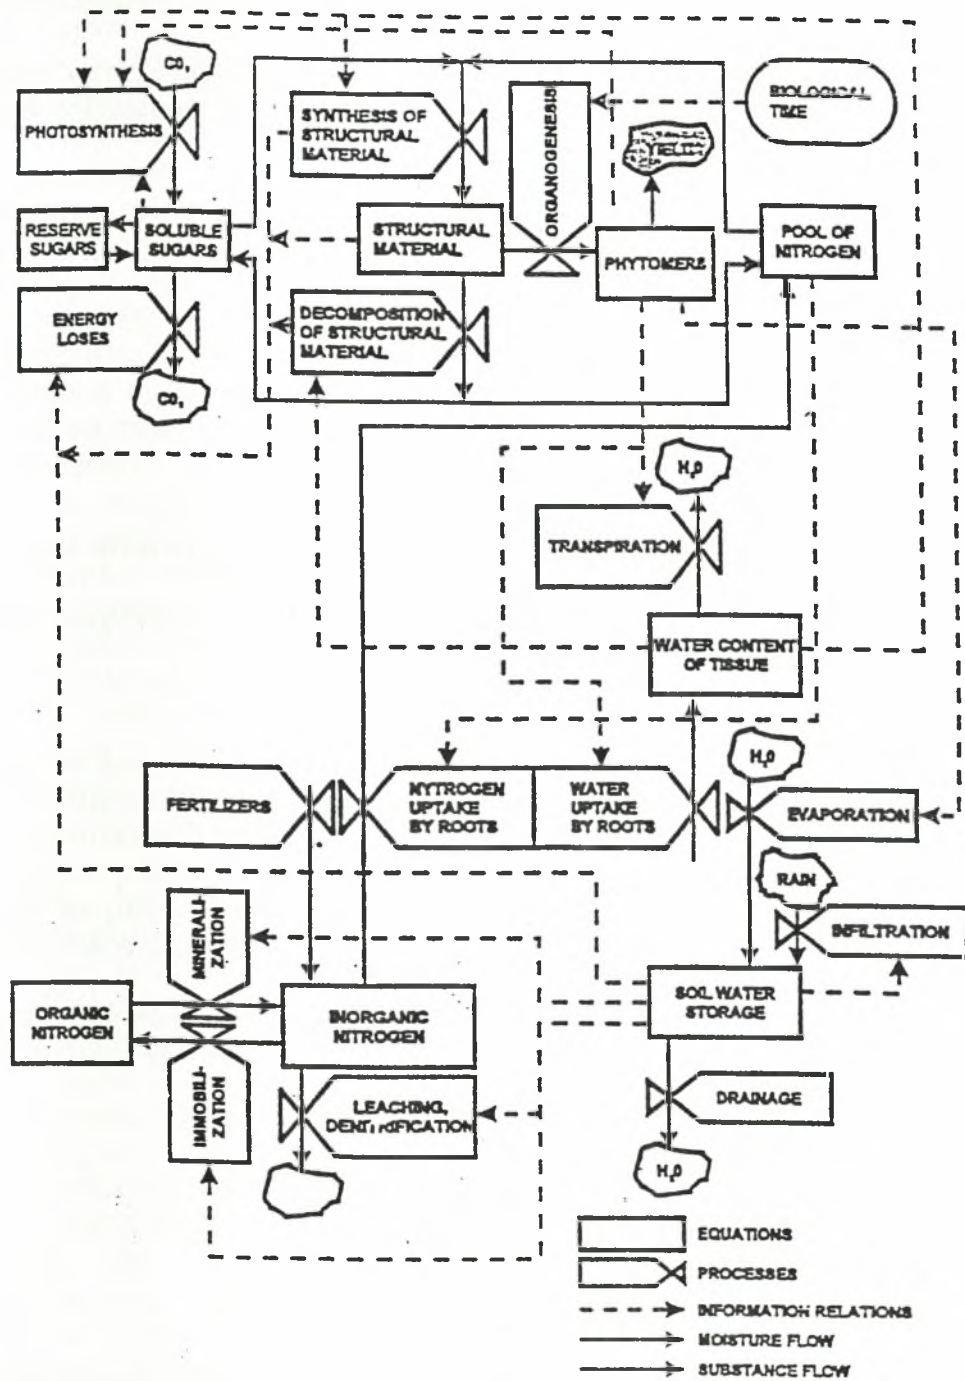 CO₂
PHOTOSYNTHESIS
SYNTHESIS OF
STRUCTURAL
MATERIAL
ORGANOGENESIS
BIOLOGICAL
TIME
YIELD
RESERVE
SUGARS
SOLUBLE
SUGARS
STRUCTURAL
MATERIAL
PHYTOMERS
POOL OF
NITROGEN
ENERGY
LOSES
DECOMPOSITION
OF STRUCTURAL
MATERIAL
CO₂
H₂O
TRANSPIRATION
WATER CONTENT
OF TISSUE
H₂O
FERTILIZERS
NYTROGEN
UPTAKE
BY ROOTS
WATER
UPTAKE
BY ROOTS
EVAPORATION
RAIN
MINERALI-
ZATION
INFILTRATION
ORGANIC
NITROGEN
INORGANIC
NITROGEN
SOIL WATER
STORAGE
IMMOBILI-
ZATION
LEACHING,
DRAINAGE
H₂O
EQUATIONS
PROCESSES
INFORMATION RELATIONS
MOISTURE FLOW
SUBSTANCE FLOW